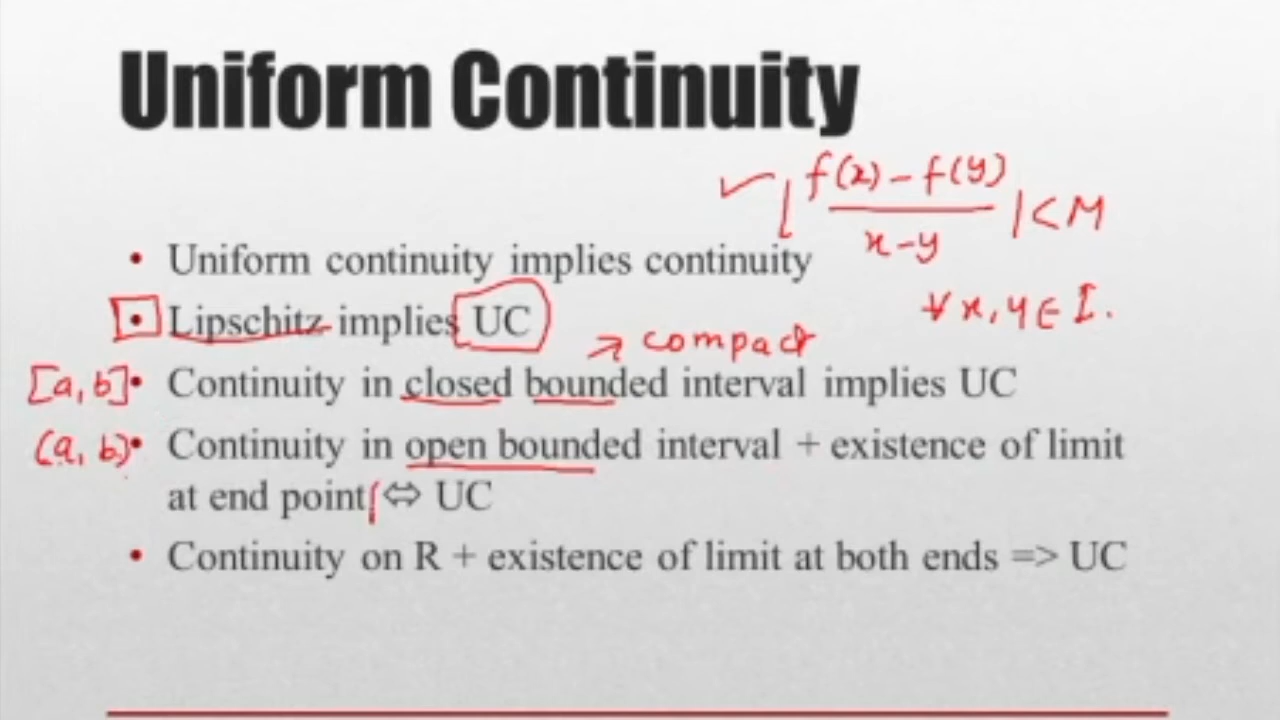 Uniform Continuity
✓ | f(x) - f(y) / x-y | < M
• Uniform continuity implies continuity
∀ x, y ∈ I.
• Lipschitz implies UC
↗ compact
[a, b] • Continuity in closed bounded interval implies UC
(a, b) • Continuity in open bounded interval + existence of limit
at end point ⇔ UC
• Continuity on R + existence of limit at both ends => UC